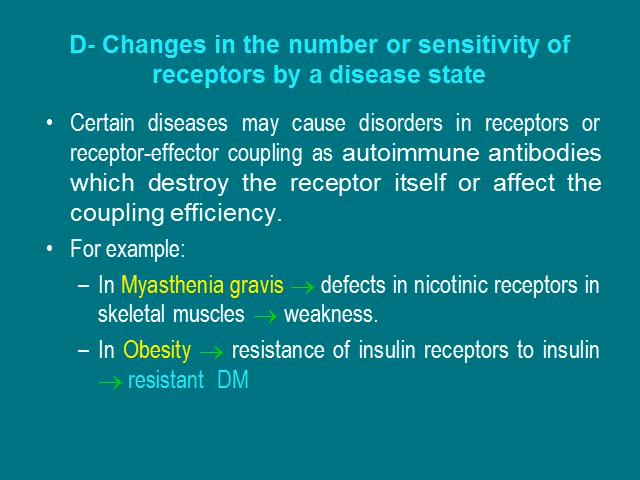 D- Changes in the number or sensitivity of
receptors by a disease state
• Certain diseases may cause disorders in receptors or
receptor-effector coupling as autoimmune antibodies
which destroy the receptor itself or affect the
coupling efficiency.
• For example:
– In Myasthenia gravis → defects in nicotinic receptors in
skeletal muscles → weakness.
– In Obesity → resistance of insulin receptors to insulin
→ resistant DM